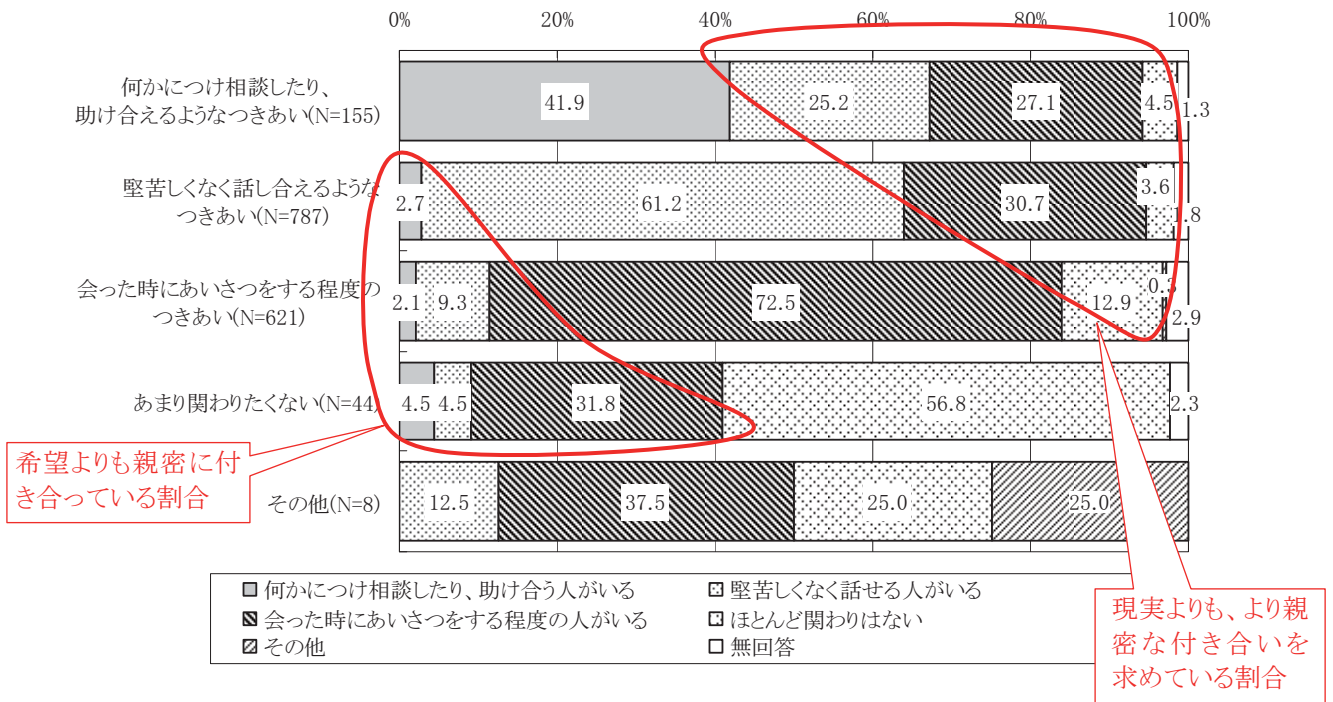 0% 20% 40% 60% 80% 100%
何かにつけ相談したり、
助け合えるようなつきあい(N=155)
41.9 25.2 27.1 4.5 1.3
堅苦しくなく話し合えるような
つきあい(N=787)
2.7 61.2 30.7 3.6 1.8
会った時にあいさつをする程度の
つきあい(N=621)
2.1 9.3 72.5 12.9 0.3 2.9
あまり関わりたくない(N=44)
4.5 4.5 31.8 56.8 2.3
その他(N=8)
12.5 37.5 25.0 25.0
希望よりも親密に付
き合っている割合
何かにつけ相談したり、助け合う人がいる 堅苦しくなく話せる人がいる
会った時にあいさつをする程度の人がいる ほとんど関わりはない
その他 無回答
現実よりも、より親
密な付き合いを
求めている割合